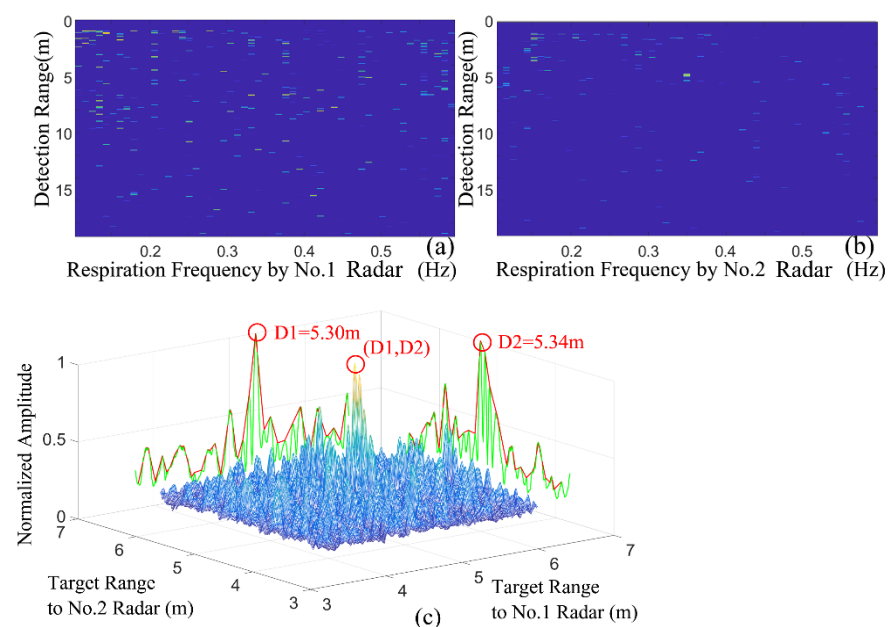 0
5
10
15
Detection Range(m)
0.2 0.3 0.4 0.5
(a)
Respiration Frequency by No.1 Radar (Hz)
0
5
10
15
Detection Range(m)
0.2 0.3 0.4 0.5
(b)
Respiration Frequency by No.2 Radar (Hz)
D1=5.30m
(D1,D2)
D2=5.34m
1
0.5
0
Normalized Amplitude
7
6
5
4
3
Target Range
to No.2 Radar (m)
3
4
5
6
7
Target Range
to No.1 Radar (m)
(c)